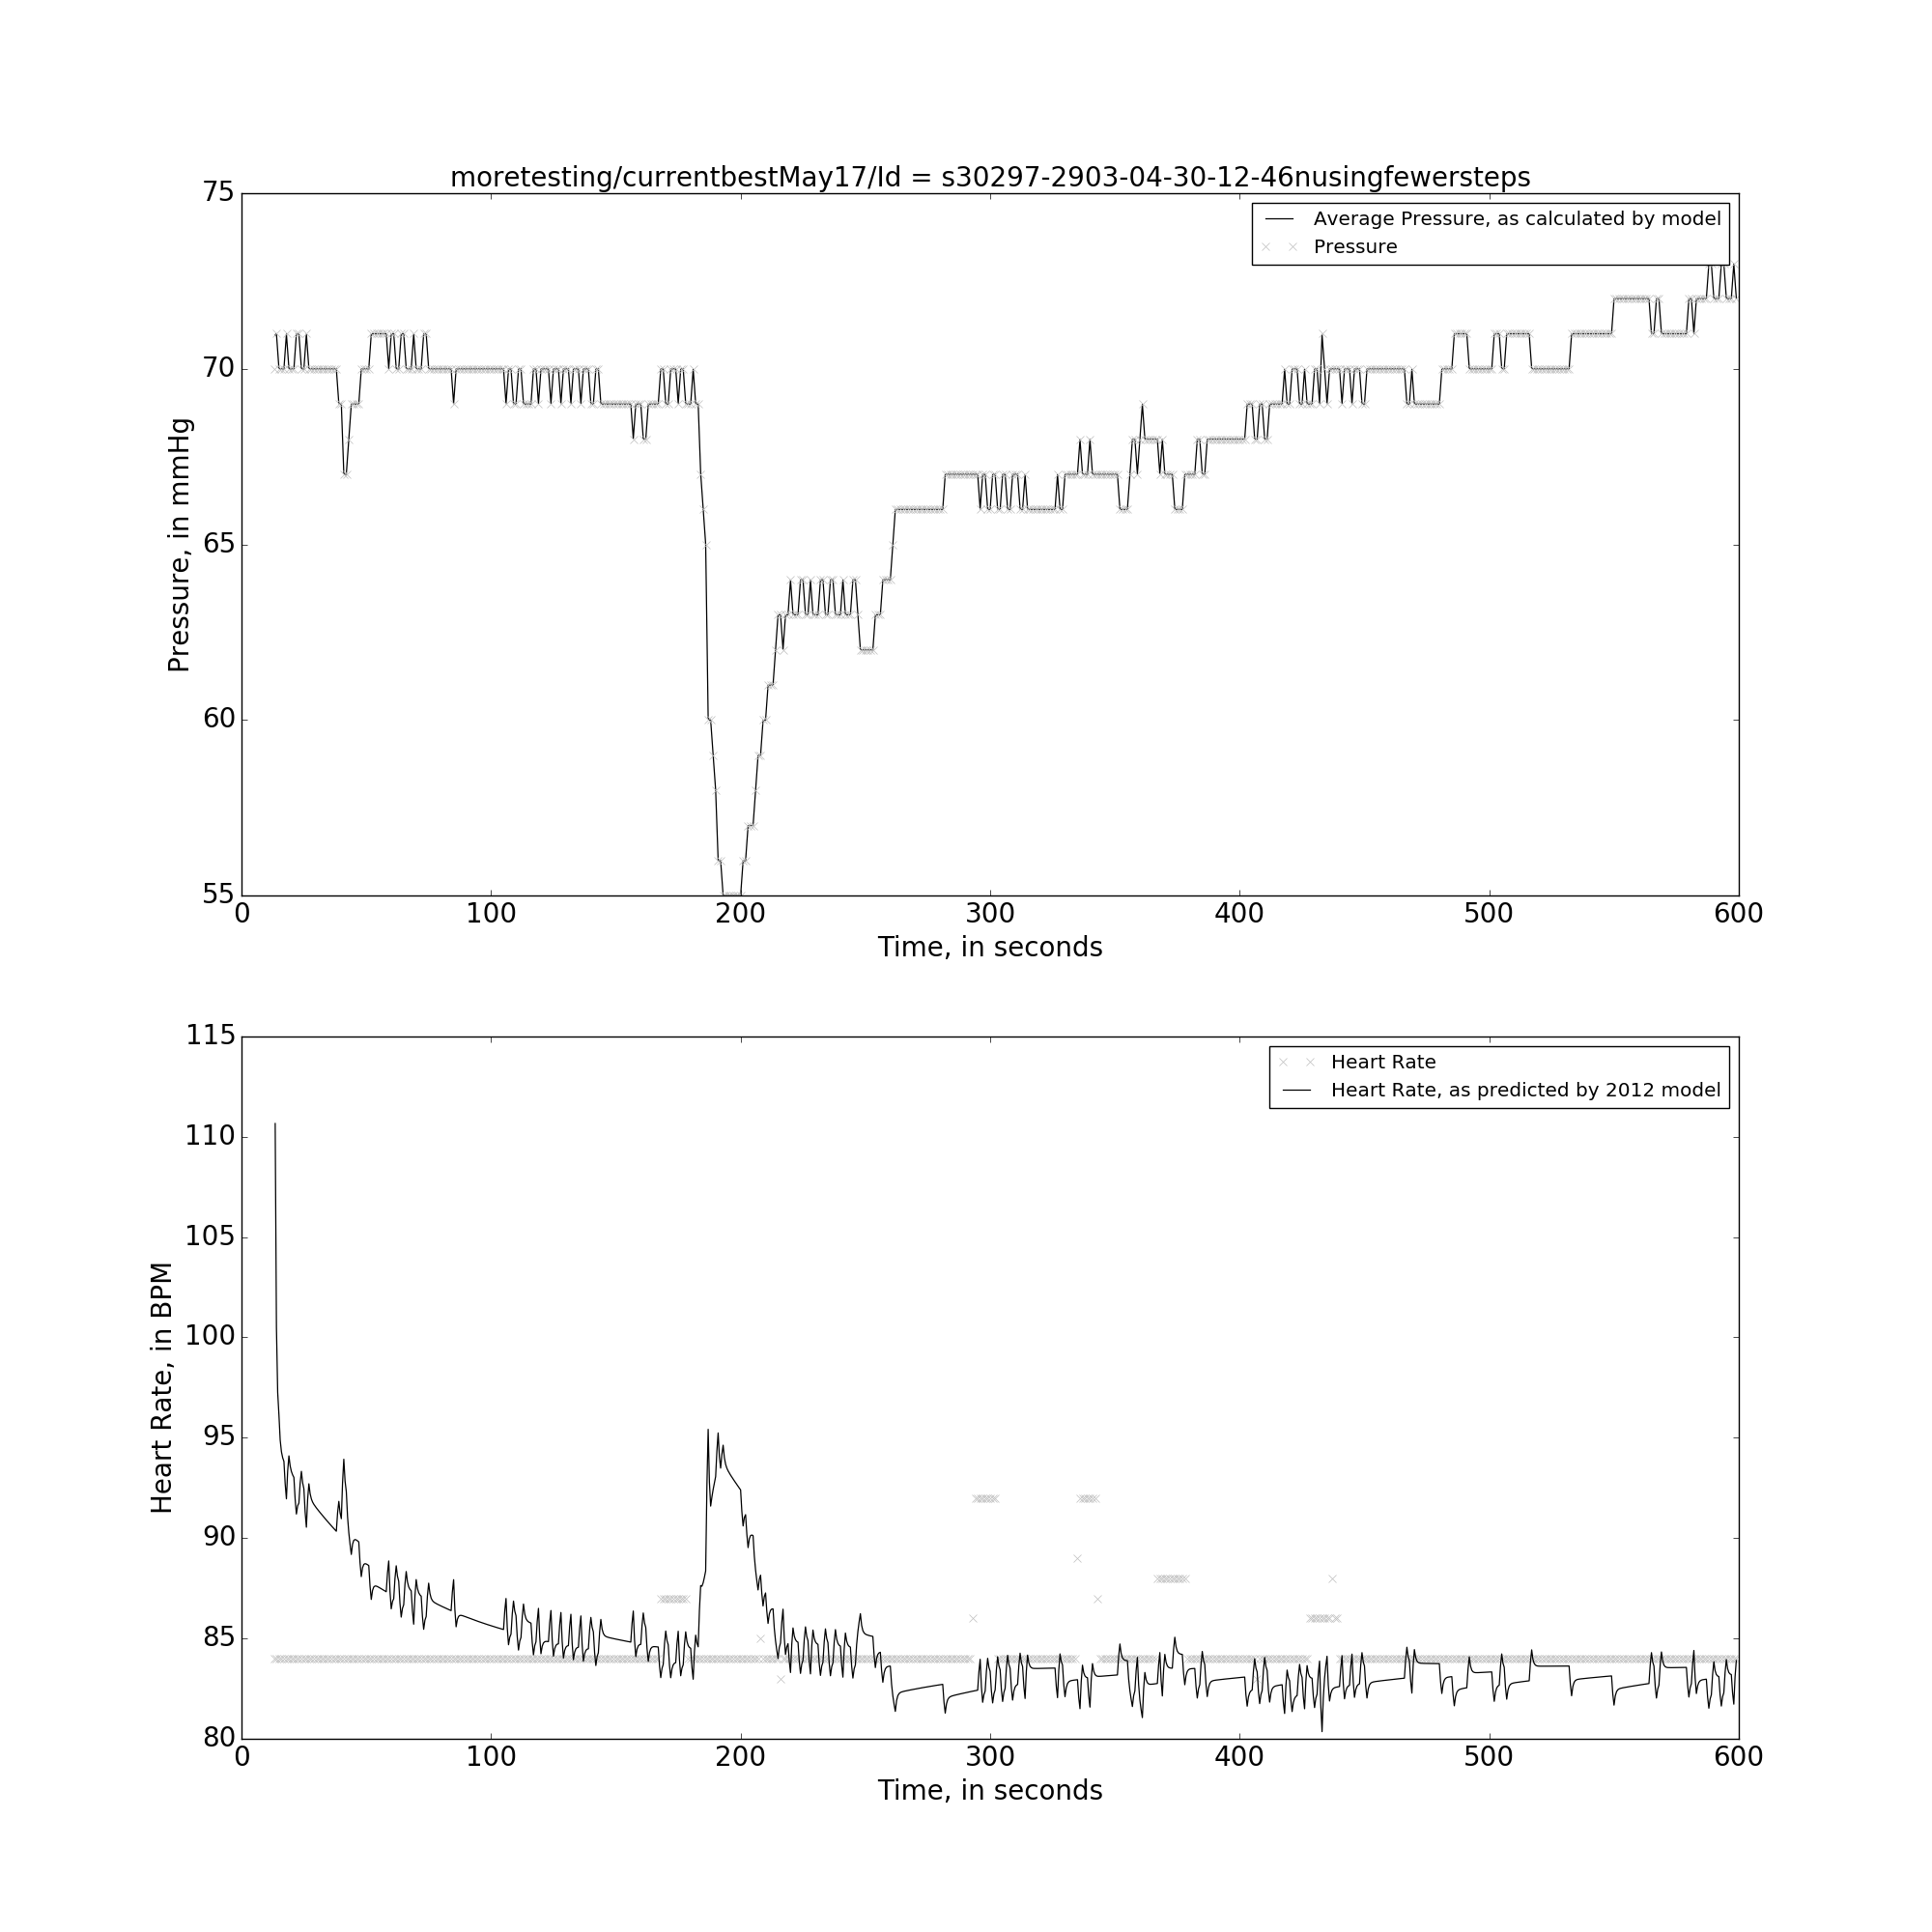 moretesting/currentbestMay17/Id = s30297-2903-04-30-12-46nusingfewersteps
75
70
65
60
55
Pressure, in mmHg
Average Pressure, as calculated by model
Pressure
0 100 200 300 400 500 600
Time, in seconds
115
110
105
100
95
90
85
80
Heart Rate, in BPM
Heart Rate
Heart Rate, as predicted by 2012 model
0 100 200 300 400 500 600
Time, in seconds